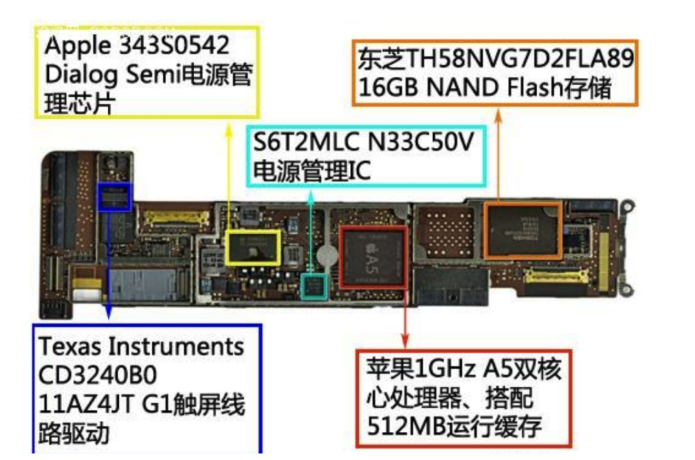 Apple 343S0542
Dialog Semi电源管
理芯片
东芝TH58NVG7D2FLA89
16GB NAND Flash存储
S6T2MLC N33C50V
电源管理IC
A5
Texas Instruments
CD3240B0
11AZ4JT G1触屏线
路驱动
苹果1GHz A5双核
心处理器、搭配
512MB运行缓存